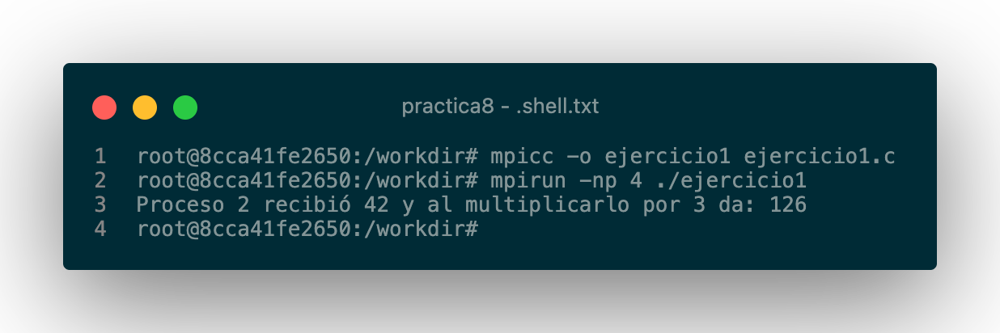 practica8 - .shell.txt
1 root@8cca41fe2650:/workdir# mpicc -o ejercicio1 ejercicio1.c
2 root@8cca41fe2650:/workdir# mpirun -np 4 ./ejercicio1
3 Proceso 2 recibió 42 y al multiplicarlo por 3 da: 126
4 root@8cca41fe2650:/workdir#